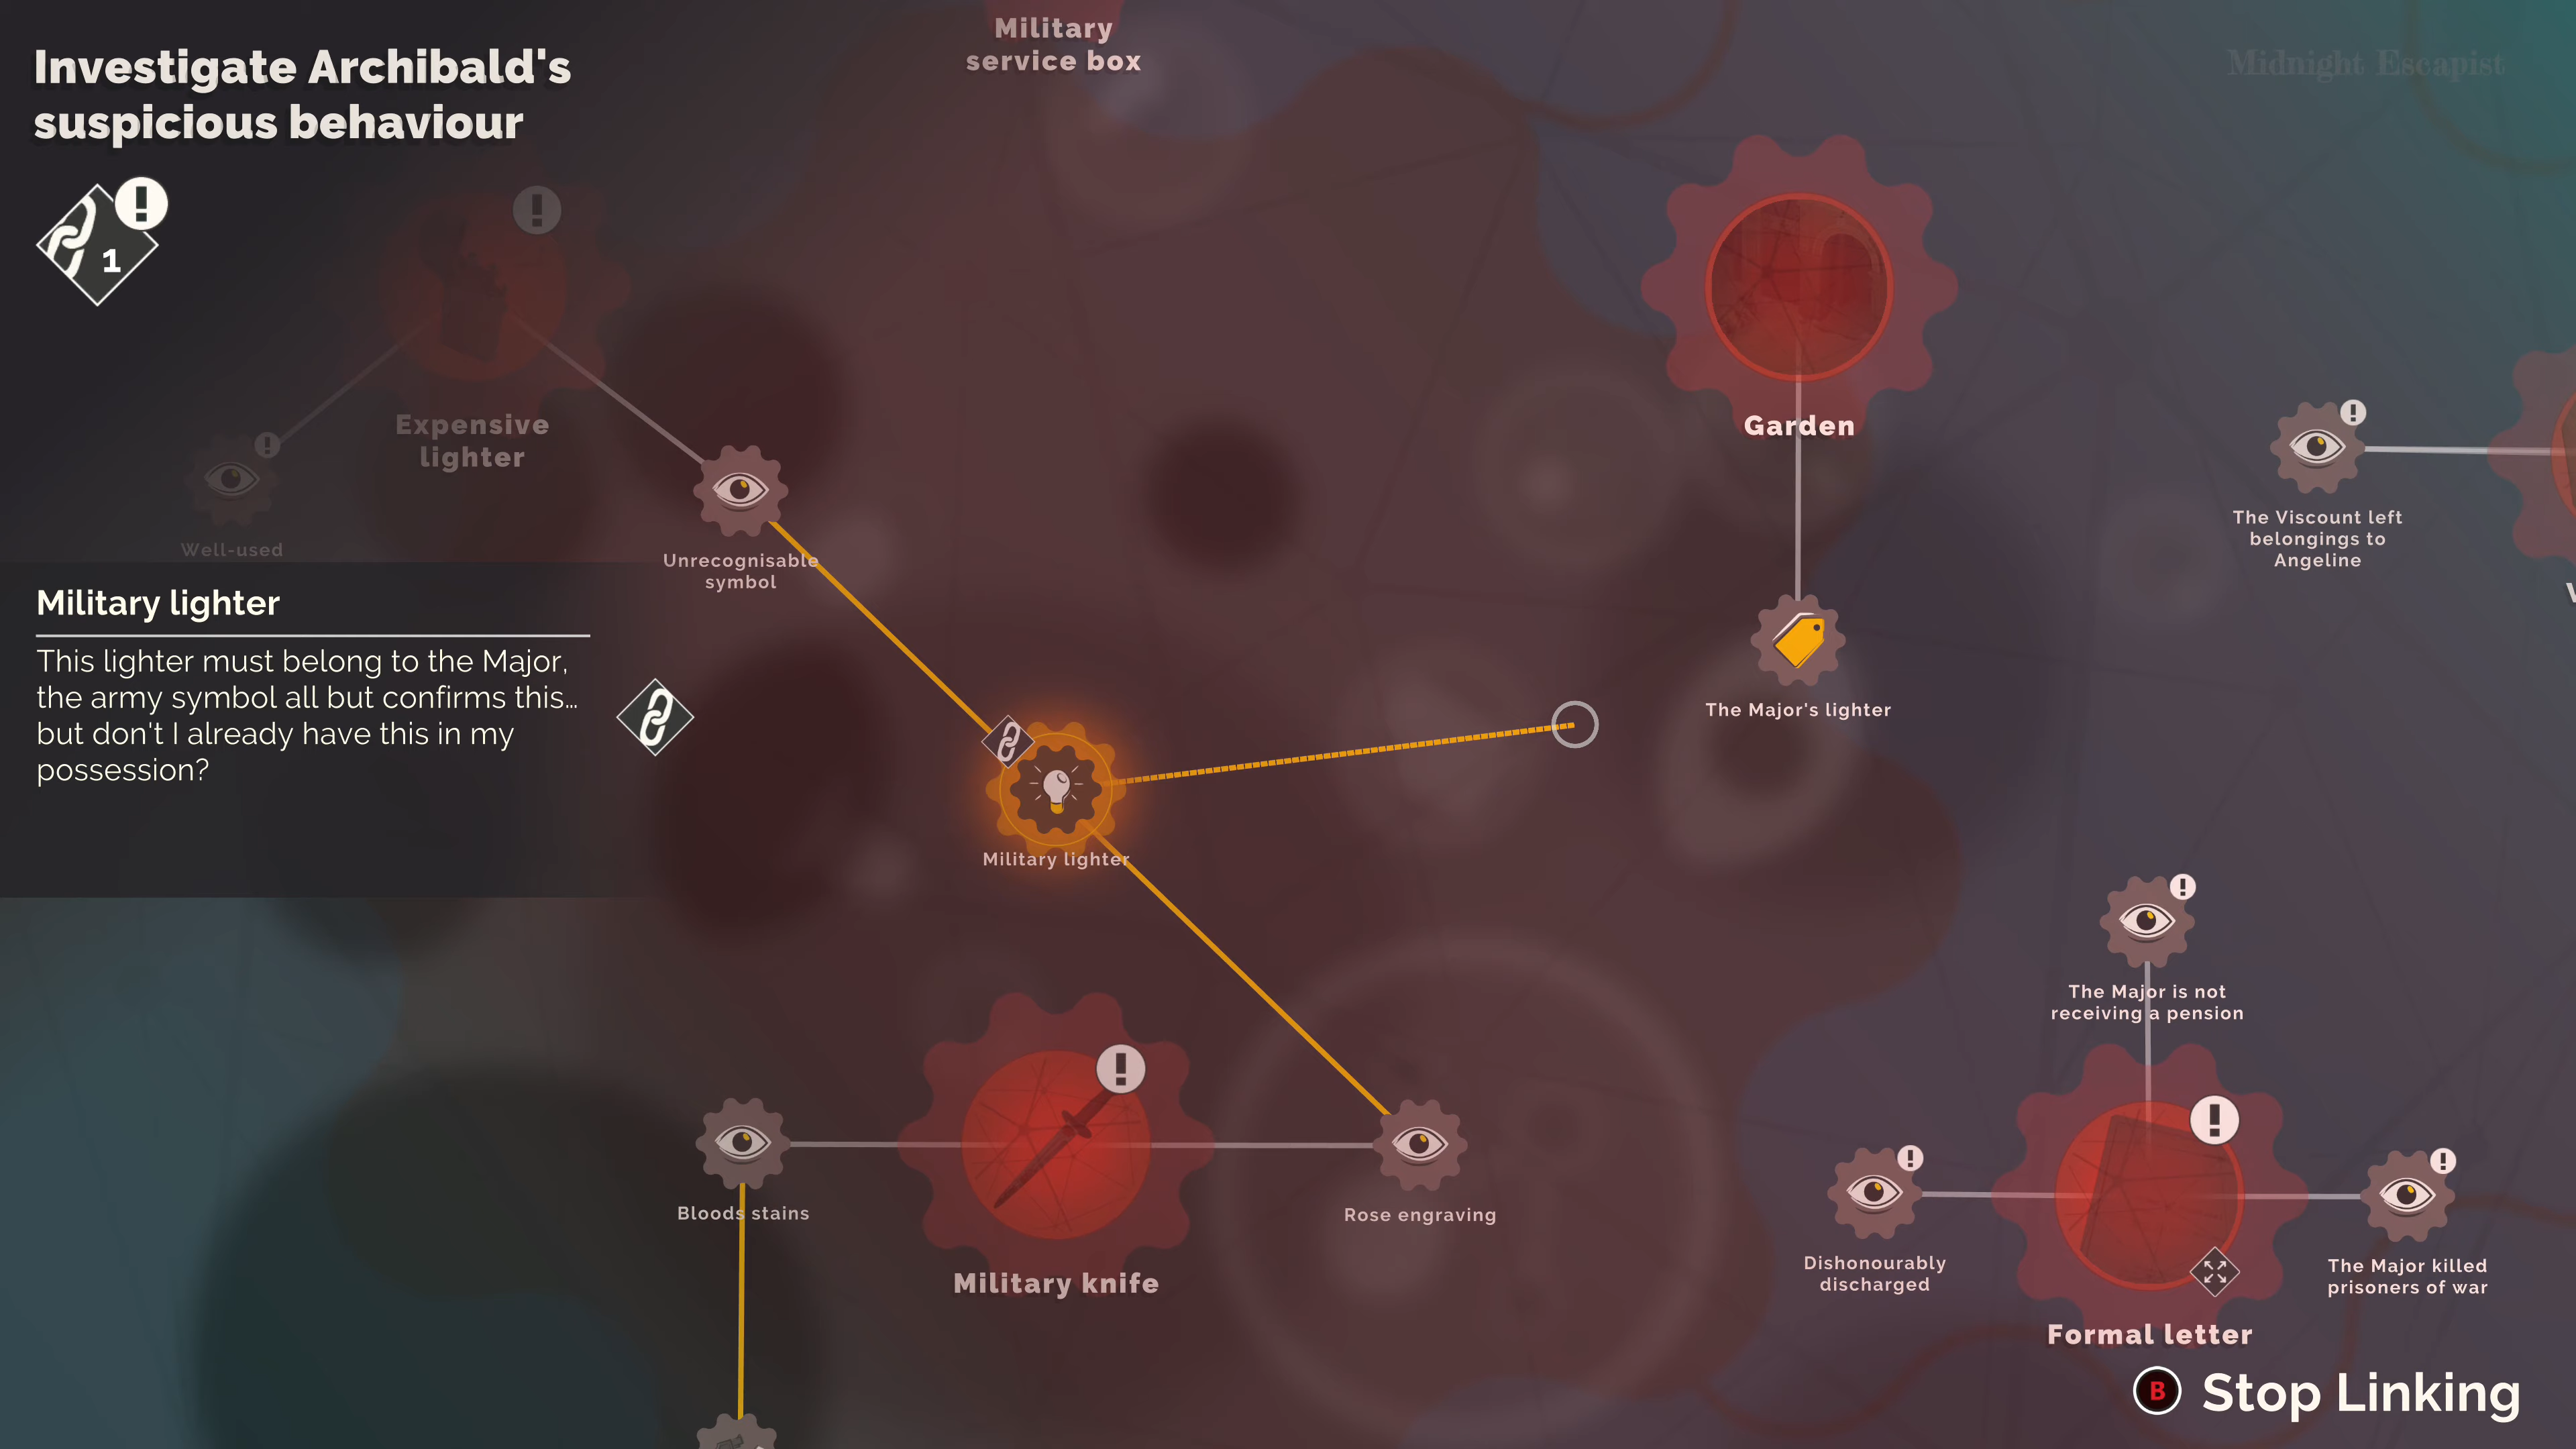 Military
service box
Midnight Escapist
Investigate Archibald's
suspicious behaviour
1
Expensive
lighter
Garden
Well-used
Unrecognisable
symbol
The Viscount left
belongings to
Angeline
Military lighter
This lighter must belong to the Major,
the army symbol all but confirms this...
but don't I already have this in my
possession?
The Major's lighter
Military lighter
The Major is not
receiving a pension
Bloods stains
Rose engraving
Military knife
Dishonourably
discharged
The Major killed
prisoners of war
Formal letter
B Stop Linking